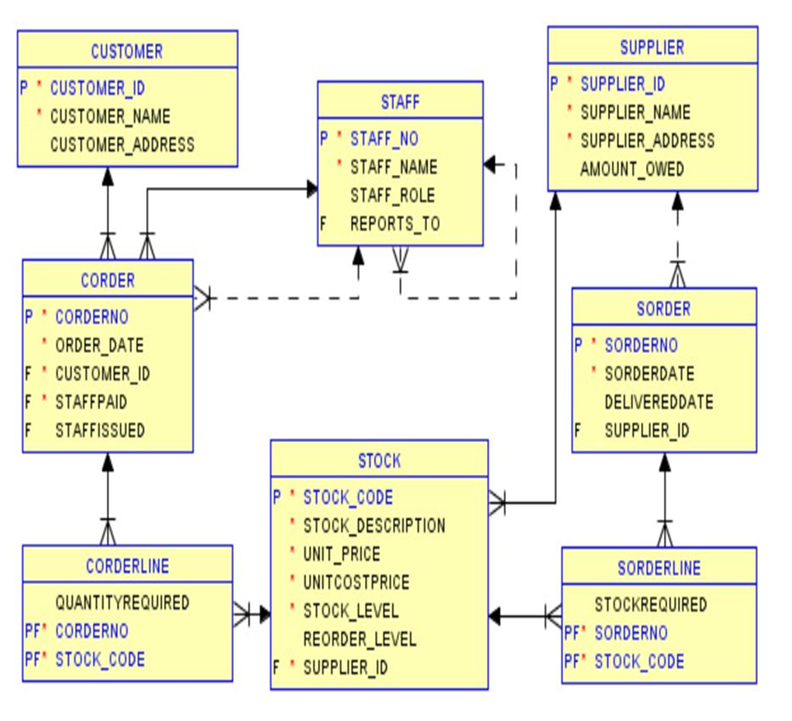 CUSTOMER
P * CUSTOMER_ID
* CUSTOMER_NAME
CUSTOMER_ADDRESS
STAFF
P * STAFF_NO
* STAFF_NAME
STAFF_ROLE
F REPORTS_TO
SUPPLIER
P * SUPPLIER_ID
* SUPPLIER_NAME
* SUPPLIER_ADDRESS
AMOUNT_OWED
CORDER
P * CORDERNO
* ORDER_DATE
F * CUSTOMER_ID
F * STAFFPAID
F STAFFISSUED
SORDER
P * SORDERNO
* SORDERDATE
DELIVEREDDATE
F SUPPLIER_ID
STOCK
P * STOCK_CODE
* STOCK_DESCRIPTION
* UNIT_PRICE
* UNITCOSTPRICE
* STOCK_LEVEL
REORDER_LEVEL
F * SUPPLIER_ID
CORDERLINE
QUANTITYREQUIRED
PF* CORDERNO
PF* STOCK_CODE
SORDERLINE
STOCKREQUIRED
PF* SORDERNO
PF* STOCK_CODE